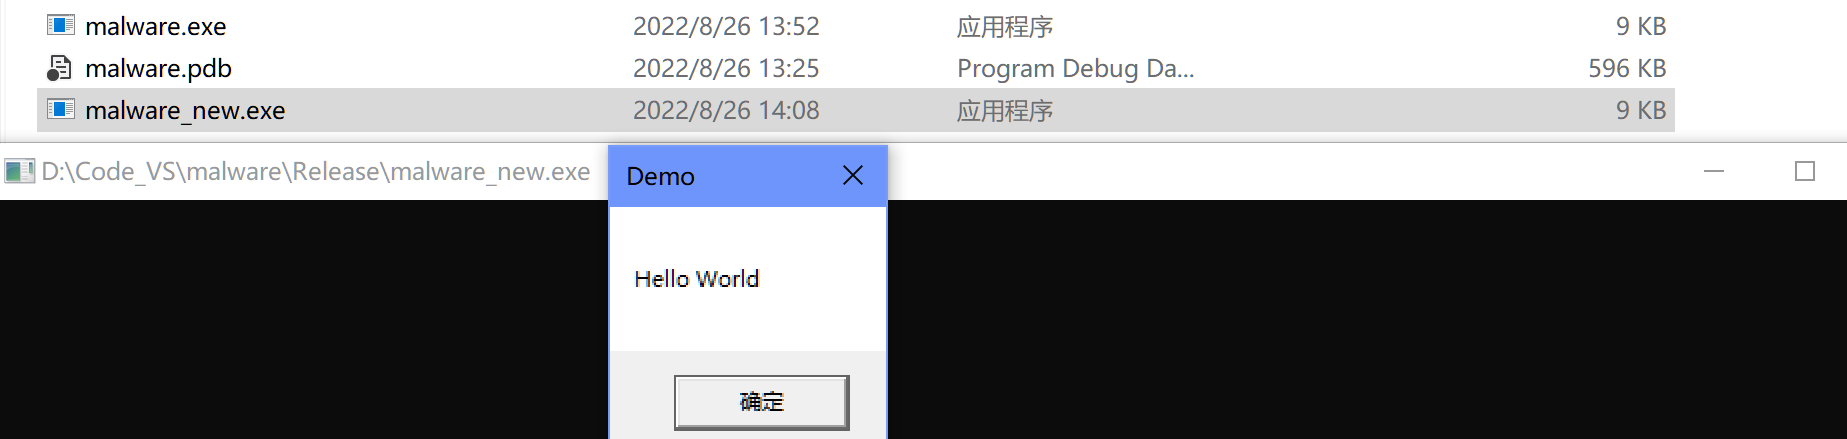 malware.exe 2022/8/26 13:52 应用程序 9 KB
malware.pdb 2022/8/26 13:25 Program Debug Da... 596 KB
malware_new.exe 2022/8/26 14:08 应用程序 9 KB
D:\Code_VS\malware\Release\malware_new.exe
Demo
Hello World
确定